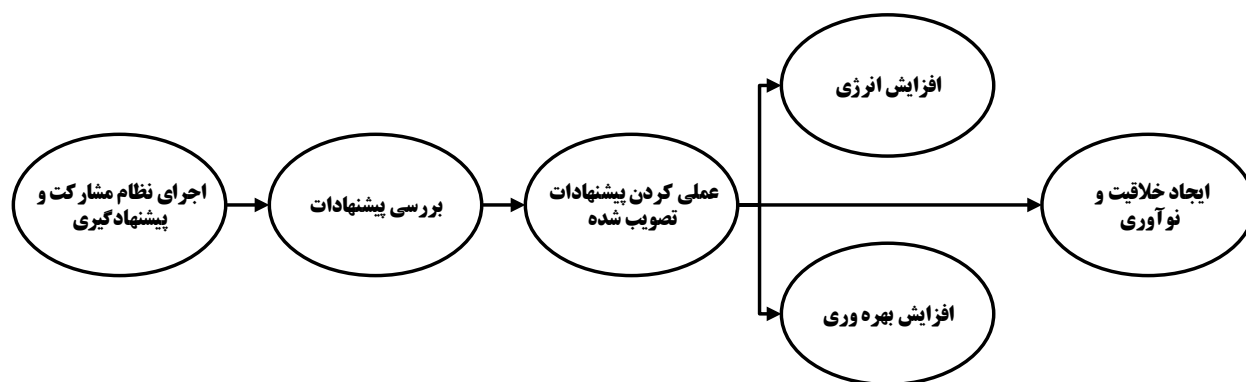 اجرای نظام مشارکت و
پیشنهادگیری
بررسی پیشنهادات
عملی کردن پیشنهادات
تصویب شده
افزایش انرژی
افزایش بهره وری
ایجاد خلاقیت و
نوآوری